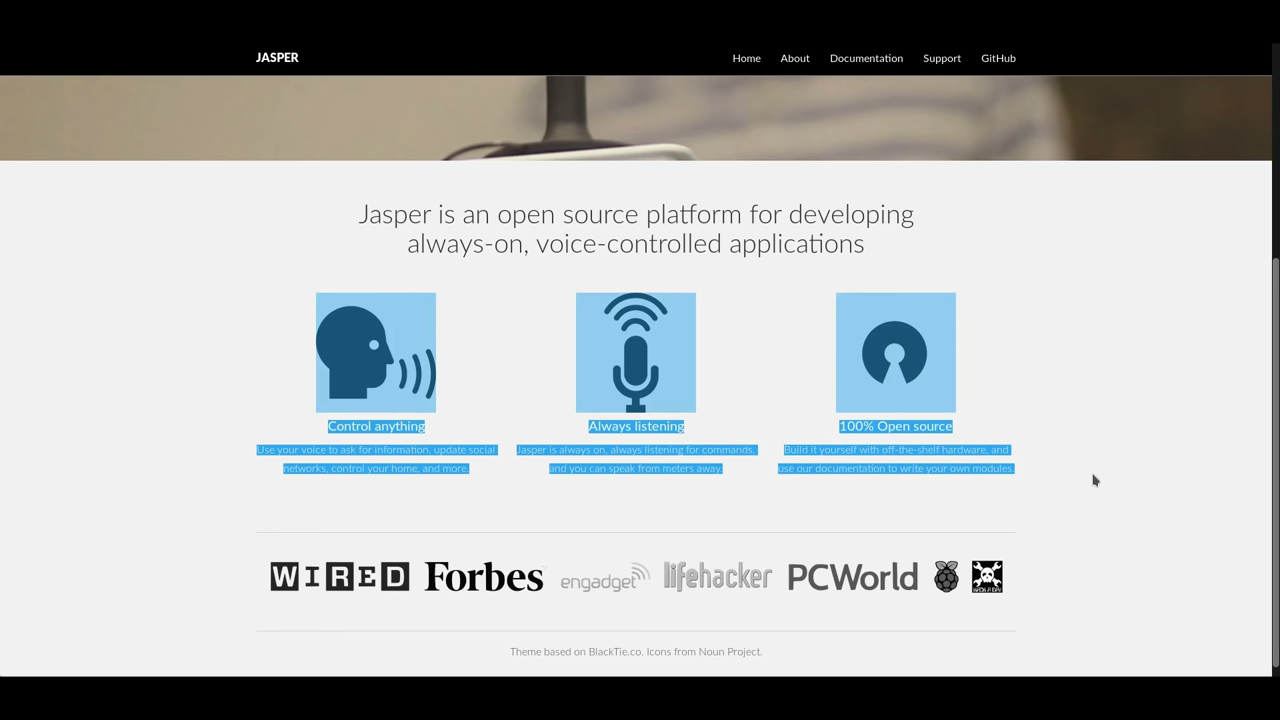 JASPER
Home About Documentation Support GitHub
Jasper is an open source platform for developing
always-on, voice-controlled applications
Control anything
Use your voice to ask for information, update social
networks, control your home, and more.
Always listening
Jasper is always on, always listening for commands,
and you can speak from meters away.
100% Open source
Build it yourself with off-the-shelf hardware, and
use our documentation to write your own modules.
WIRED Forbes engadget lifehacker PCWorld
Theme based on BlackTie.co. Icons from Noun Project.